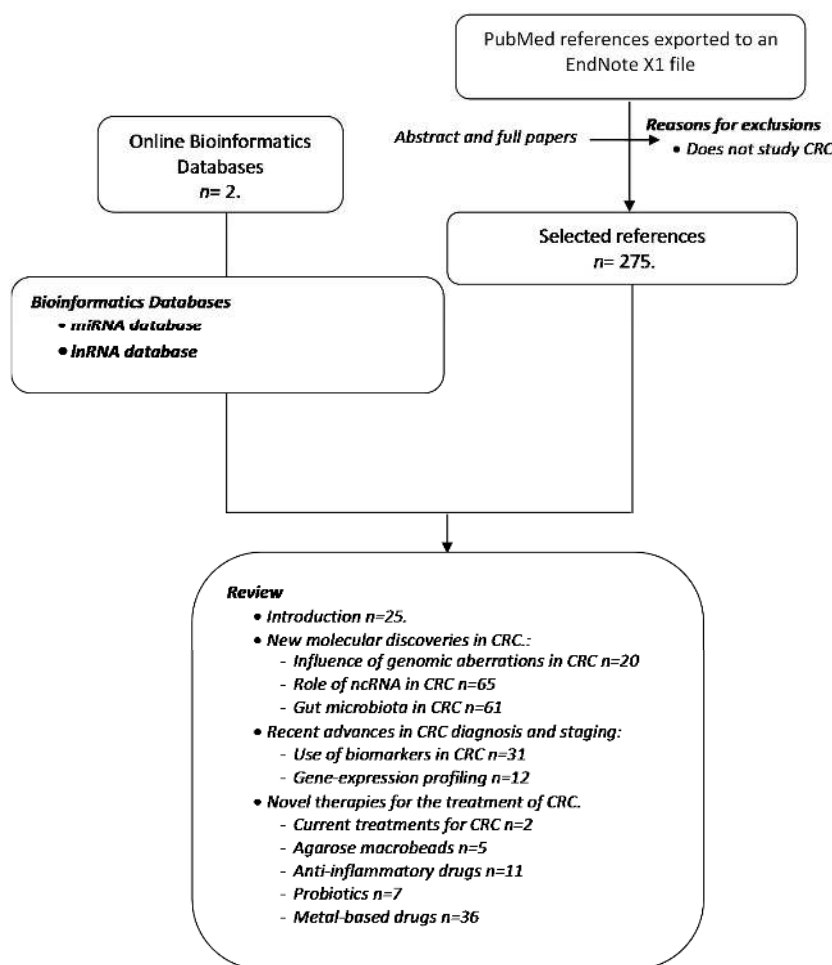 PubMed references exported to an
EndNote X1 file
Abstract and full papers
Reasons for exclusions
• Does not study CRC
Online Bioinformatics
Databases
n= 2.
Selected references
n= 275.
Bioinformatics Databases
• miRNA database
• lnRNA database
Review
• Introduction n=25.
• New molecular discoveries in CRC.:
- Influence of genomic aberrations in CRC n=20
- Role of ncRNA in CRC n=65
- Gut microbiota in CRC n=61
• Recent advances in CRC diagnosis and staging:
- Use of biomarkers in CRC n=31
- Gene-expression profiling n=12
• Novel therapies for the treatment of CRC.
- Current treatments for CRC n=2
- Agarose macrobeads n=5
- Anti-inflammatory drugs n=11
- Probiotics n=7
- Metal-based drugs n=36